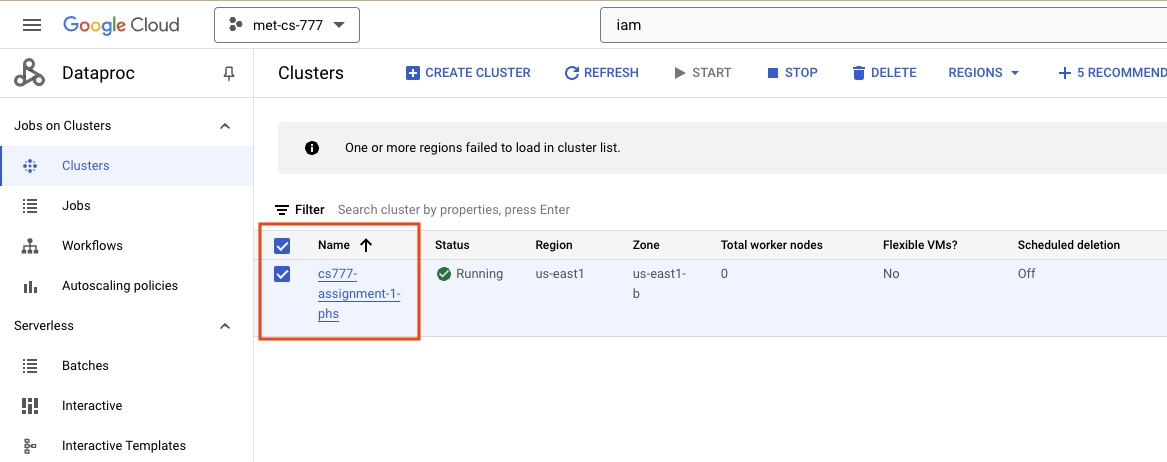 Google Cloud
met-cs-777
iam
Dataproc
Clusters
CREATE CLUSTER
REFRESH
START
STOP
DELETE
REGIONS
5 RECOMMEND
Jobs on Clusters
Clusters
Jobs
Workflows
Autoscaling policies
Serverless
Batches
Interactive
Interactive Templates
One or more regions failed to load in cluster list.
Filter Search cluster by properties, press Enter
Name Status Region Zone Total worker nodes Flexible VMs? Scheduled deletion
cs777- Running us-east1 us-east1- 0 No Off
assignment-1- b
phs